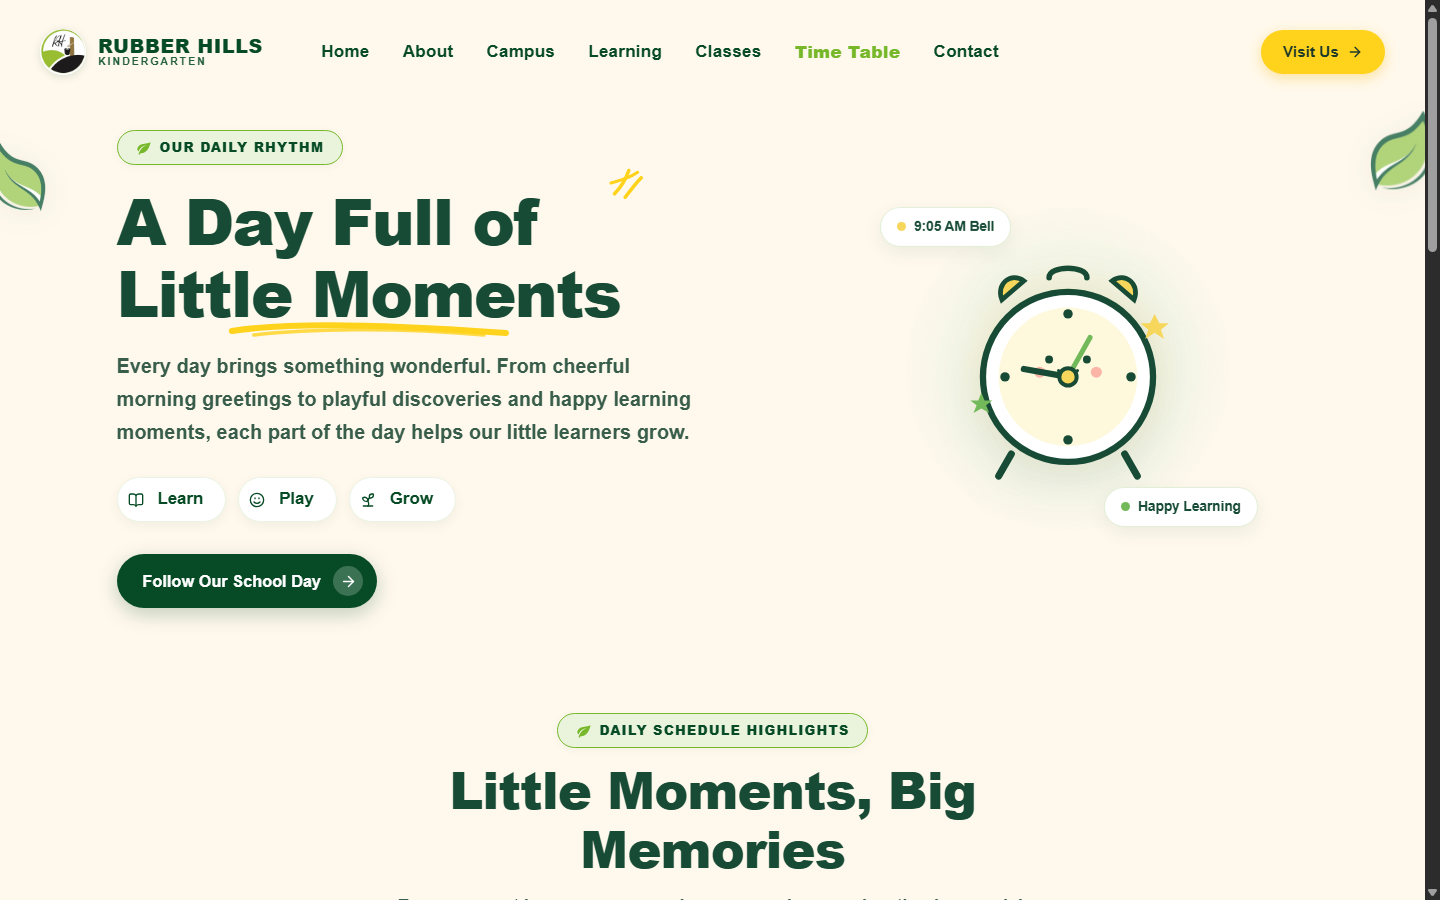 RUBBER HILLS
KINDERGARTEN
Home
About
Campus
Learning
Classes
Time Table
Contact
Visit Us
OUR DAILY RHYTHM
A Day Full of
Little Moments
Every day brings something wonderful. From cheerful
morning greetings to playful discoveries and happy learning
moments, each part of the day helps our little learners grow.
Learn
Play
Grow
Follow Our School Day
9:05 AM Bell
Happy Learning
DAILY SCHEDULE HIGHLIGHTS
Little Moments, Big
Memories